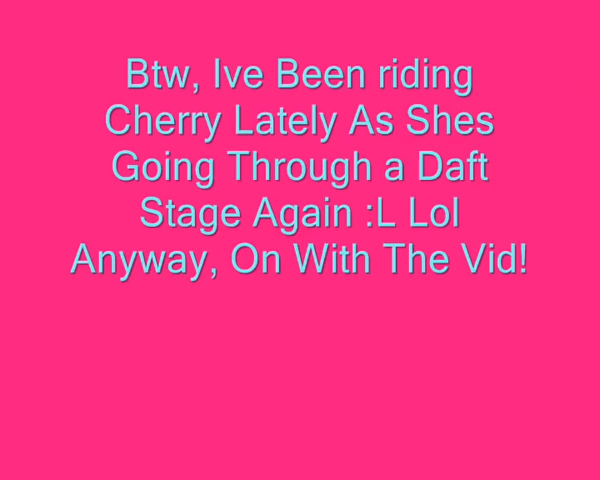 Btw, Ive Been riding
Cherry Lately As Shes
Going Through a Daft
Stage Again :L Lol
Anyway, On With The Vid!